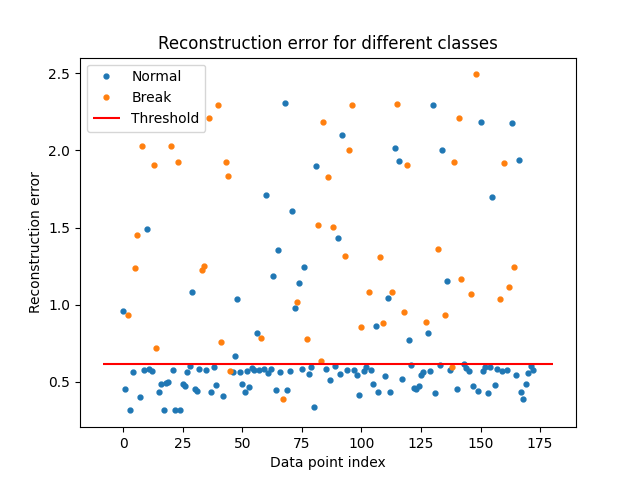 Reconstruction error for different classes
Normal
Break
Threshold
2.5
2.0
1.5
1.0
0.5
Reconstruction error
0 25 50 75 100 125 150 175
Data point index